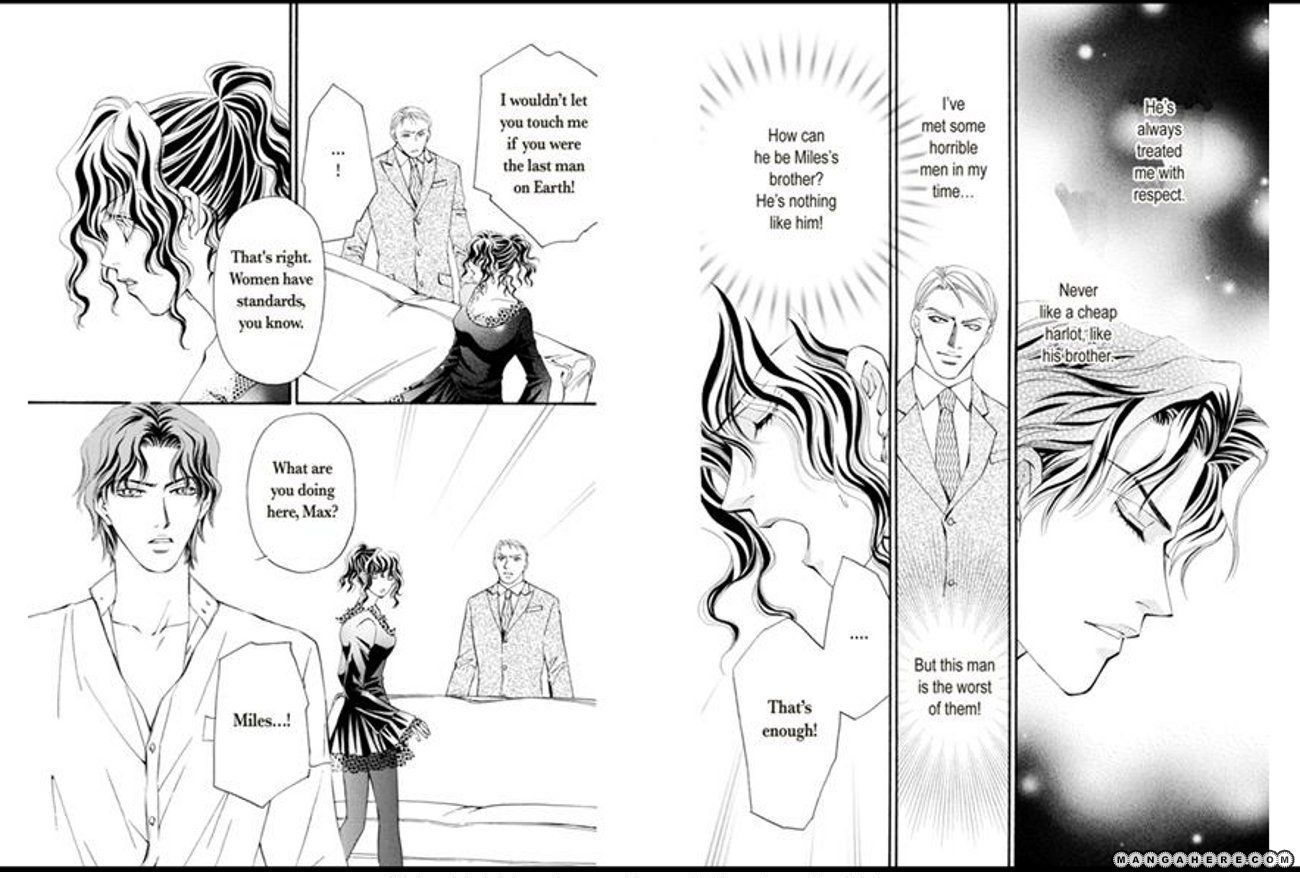 He's
always
treated
me with
respect.
Never
like a cheap
harlot, like
his brother.
I've
met some
horrible
men in my
time...
But this man
is the worst
of them!
How can
he be Miles's
brother?
He's nothing
like him!
....
That's
enough!
I wouldn't let
you touch me
if you were
the last man
on Earth!
...
!
That's right.
Women have
standards,
you know.
What are
you doing
here, Max?
Miles...!
MANGAHERE.COM